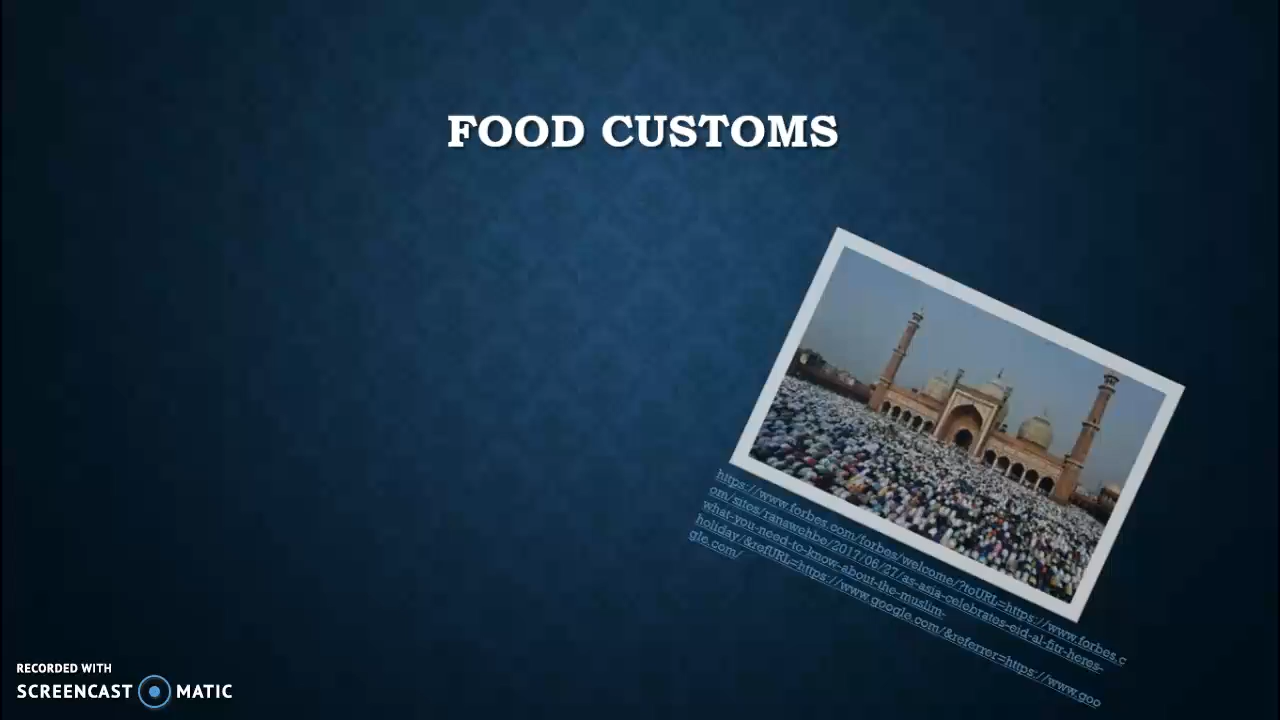 FOOD CUSTOMS
https://www.forbes.com/forbes/welcome/?toURL=https://www.forbes.c
om/sites/ranawehbe/2017/06/27/as-asia-celebrates-eid-al-fitr-heres-
what-you-need-to-know-about-the-muslim-
holiday/&refURL=https://www.google.com/&referrer=https://www.goo
gle.com/
RECORDED WITH
SCREENCAST MATIC